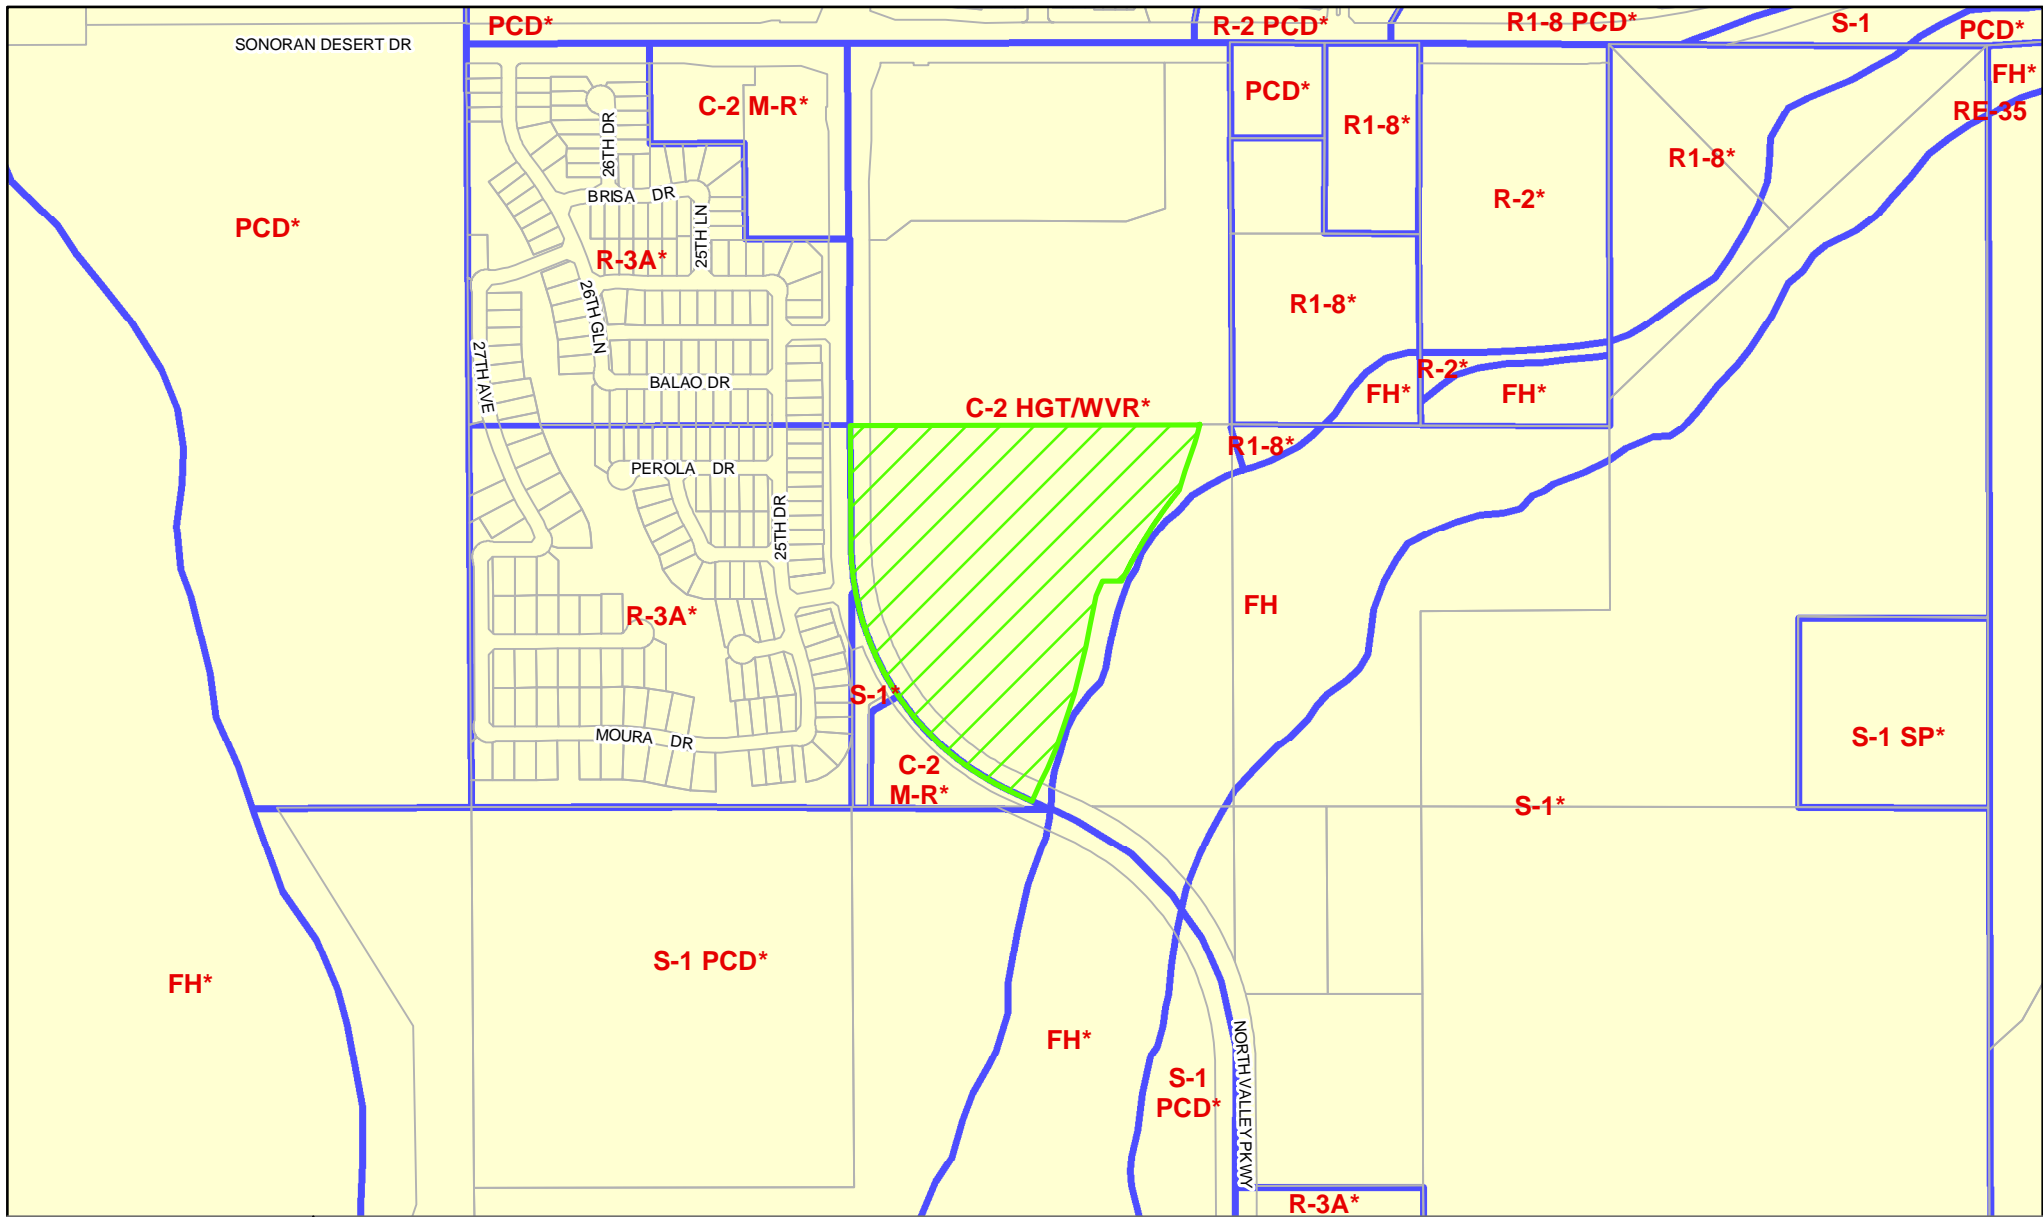 PCD*
R-2 PCD*
R1-8 PCD*
S-1
PCD*
SONORAN DESERT DR
FH*
C-2 M-R*
PCD*
R1-8*
RE-35
26TH DR
R1-8*
BRISA DR
R-2*
PCD*
25TH LN
R-3A*
26TH GLN
R1-8*
27TH AVE
BALAO DR
R-2*
FH*
FH*
C-2 HGT/WVR*
R1-8*
PEROLA DR
25TH DR
FH
R-3A*
S-1*
MOURA DR
S-1 SP*
C-2
M-R*
S-1*
S-1 PCD*
FH*
FH*
NORTH VALLEY PKWY
S-1
PCD*
R-3A*